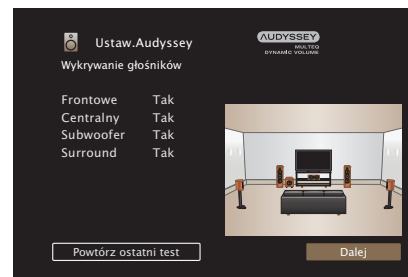 Ustaw.Audyssey
AUDYSSEY
MULTEQ
DYNAMIC VOLUME
Wykrywanie głośników
Frontowe Tak
Centralny Tak
Subwoofer Tak
Surround Tak
Powtórz ostatni test
Dalej